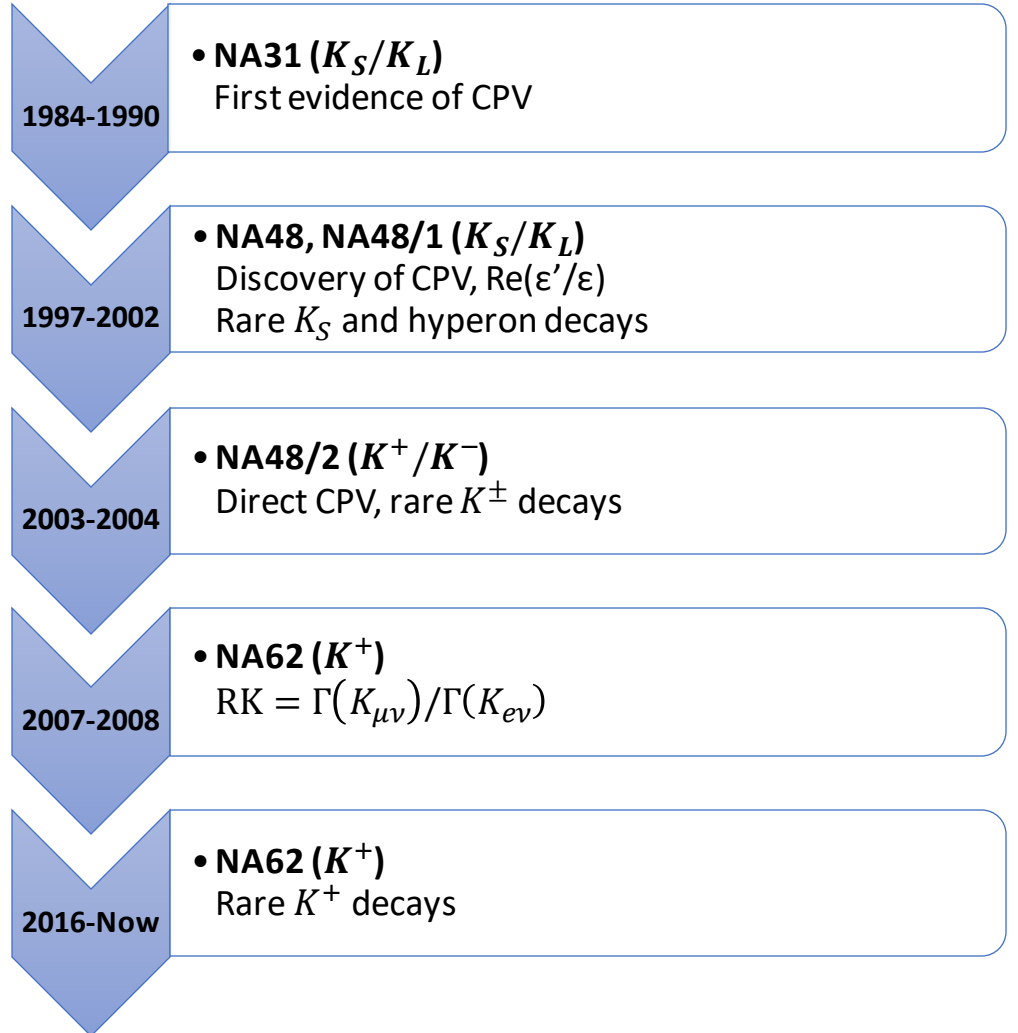 1984-1990
• NA31 (K_S/K_L)
First evidence of CPV
1997-2002
• NA48, NA48/1 (K_S/K_L)
Discovery of CPV, Re(ε’/ε)
Rare K_S and hyperon decays
2003-2004
• NA48/2 (K⁺/K⁻)
Direct CPV, rare K^± decays
2007-2008
• NA62 (K⁺)
RK = Γ(K_μν)/Γ(K_eν)
2016-Now
• NA62 (K⁺)
Rare K⁺ decays